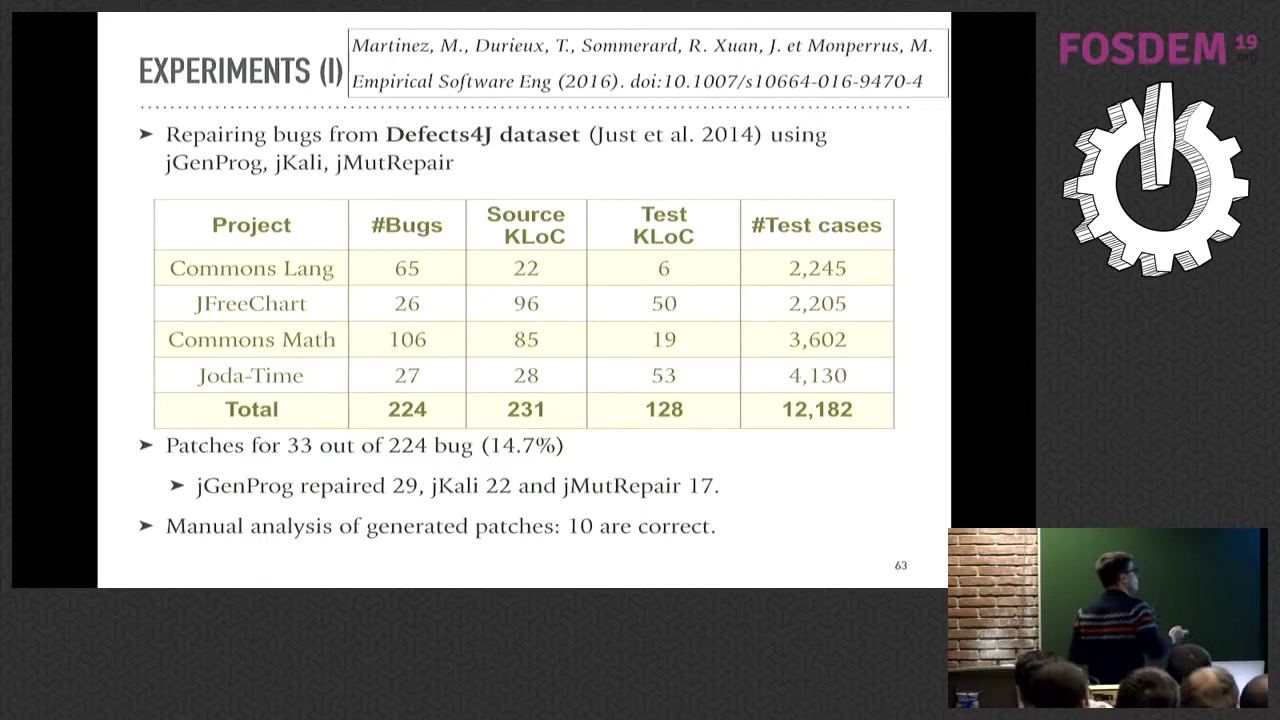 EXPERIMENTS (I)
Martinez, M., Durieux, T., Sommerard, R. Xuan, J. et Monperrus, M.
Empirical Software Eng (2016). doi:10.1007/s10664-016-9470-4
FOSDEM 19
.org
➤ Repairing bugs from Defects4J dataset (Just et al. 2014) using
jGenProg, jKali, jMutRepair
Project #Bugs Source KLoC Test KLoC #Test cases
Commons Lang 65 22 6 2,245
JFreeChart 26 96 50 2,205
Commons Math 106 85 19 3,602
Joda-Time 27 28 53 4,130
Total 224 231 128 12,182
➤ Patches for 33 out of 224 bug (14.7%)
➤ jGenProg repaired 29, jKali 22 and jMutRepair 17.
➤ Manual analysis of generated patches: 10 are correct.
63